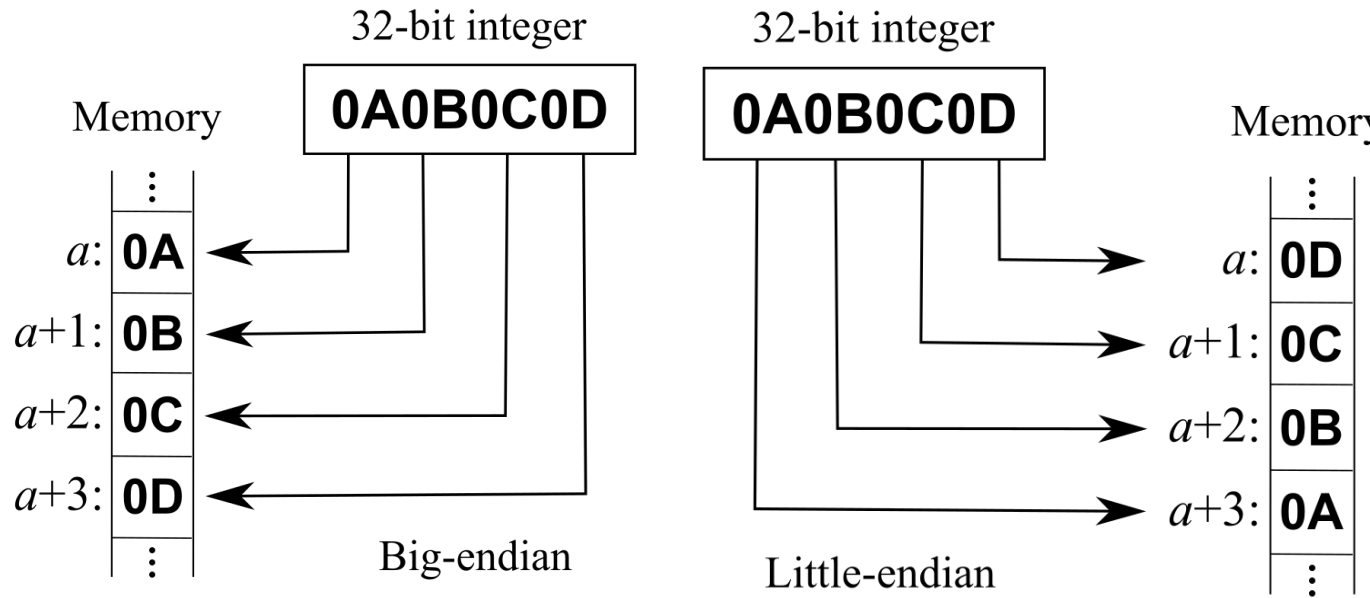 32-bit integer
0A0B0C0D
Memory
⋮
a: 0A
a+1: 0B
a+2: 0C
a+3: 0D
⋮
Big-endian
32-bit integer
0A0B0C0D
Memory
⋮
a: 0D
a+1: 0C
a+2: 0B
a+3: 0A
⋮
Little-endian